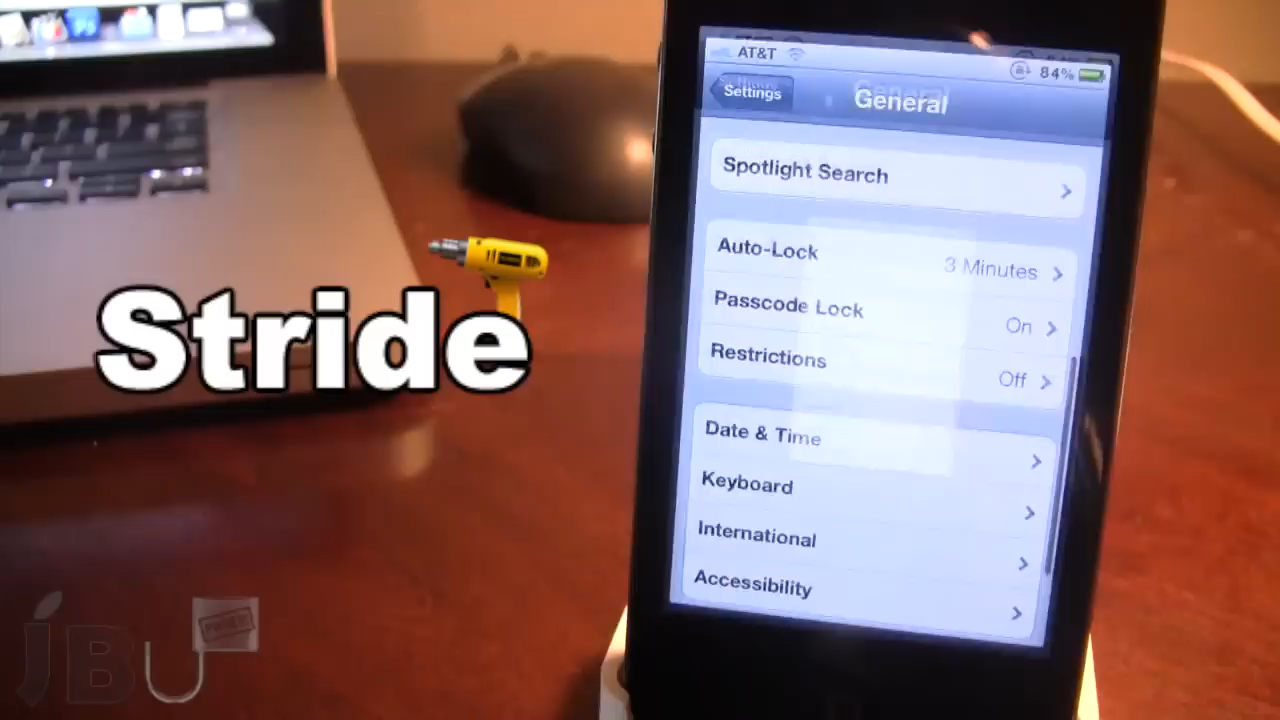 AT&T
84%
Settings
General
Spotlight Search
Auto-Lock
3 Minutes
Passcode Lock
On
Restrictions
Off
Date & Time
Keyboard
International
Accessibility
Stride
JBU